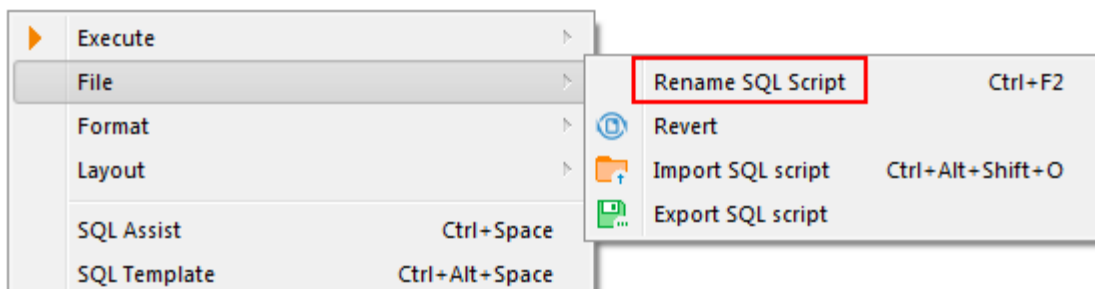 Execute
File
Rename SQL Script Ctrl+F2
Format
Revert
Layout
Import SQL script Ctrl+Alt+Shift+O
Export SQL script
SQL Assist Ctrl+Space
SQL Template Ctrl+Alt+Space